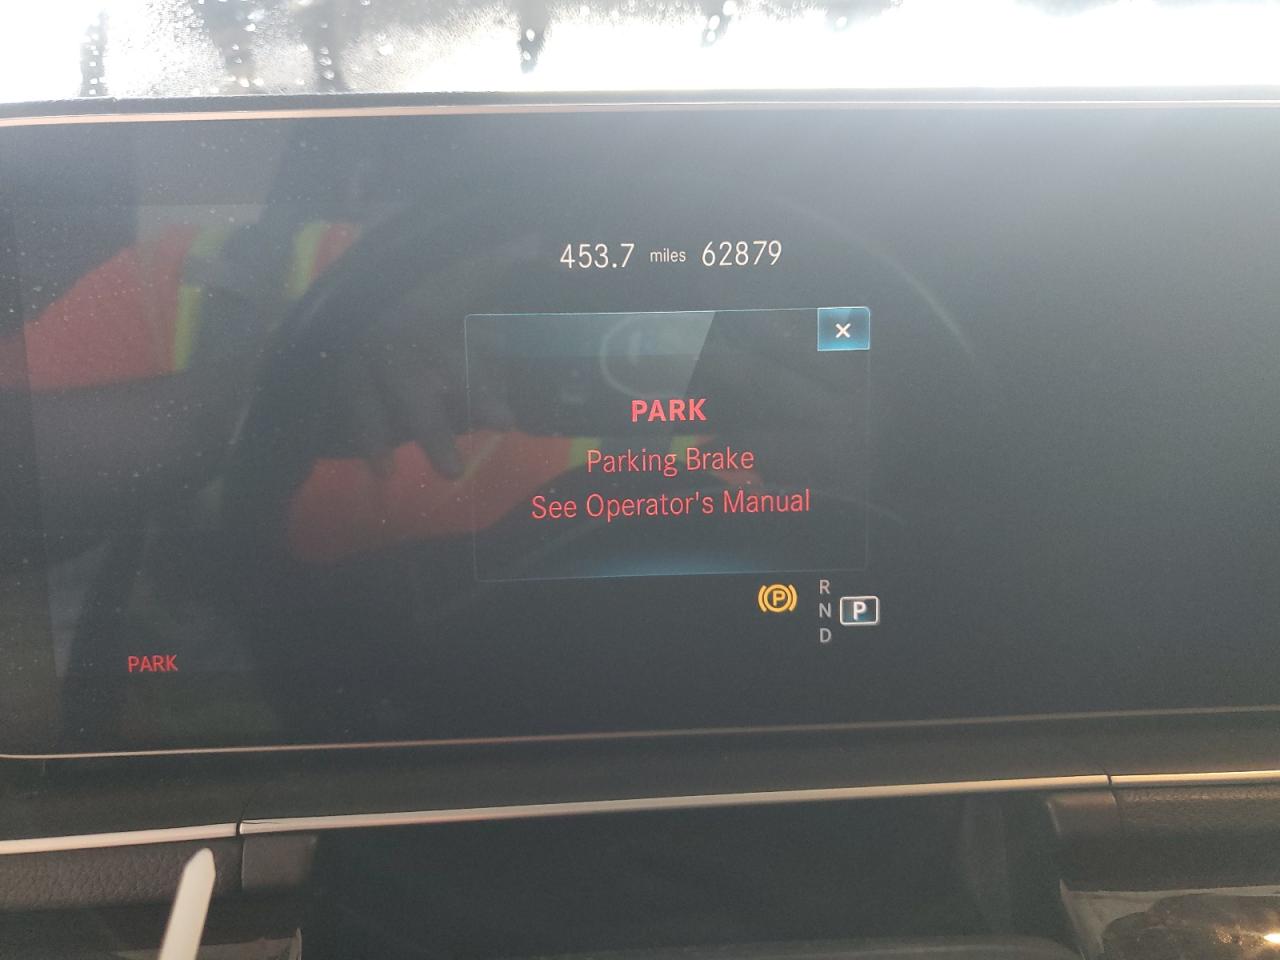 453.7 miles 62879
×
PARK
Parking Brake
See Operator's Manual
P
R
N P
D
PARK